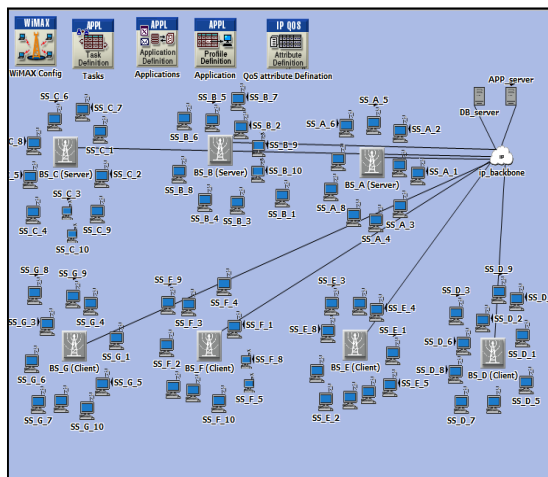 WiMAX
APPL
APPL
APPL
IP QOS
Task
Definition
Application
Definition
Profile
Definition
Attribute
Definition
WiMAX Config
Tasks
Applications
Application
QoS attribute Defination
APP_server
DB_server
SS_C_6
SS_C_7
SS_B_5
SS_B_7
SS_A_5
SS_A_6
SS_A_2
SS_B_6
SS_B_2
C_8
SS_C_1
SS_B_9
BS_C (Server)
BS_B (Server)
BS_A (Server)
ip_backbone
_5
SS_C_2
SS_B_10
SS_A_1
SS_C_3
SS_B_8
SS_B_1
SS_A_8
SS_B_4
SS_B_3
SS_A_3
SS_C_4
SS_C_9
SS_A_4
SS_C_10
SS_G_8
SS_G_9
SS_F_9
SS_E_3
SS_D_9
SS_F_4
SS_D_3
SS_D_
SS_G_3
SS_G_4
SS_F_3
SS_F_1
SS_E_4
SS_D_2
SS_E_8
SS_E_1
SS_G_1
SS_D_6
SS_D_1
SS_F_2
SS_F_8
BS_G (Client)
BS_F (Client)
BS_E (Client)
BS_D (Client)
SS_D_8
SS_G_6
SS_G_5
SS_F_5
SS_E_5
SS_D_5
SS_G_7
SS_G_10
SS_F_10
SS_E_2
SS_D_7